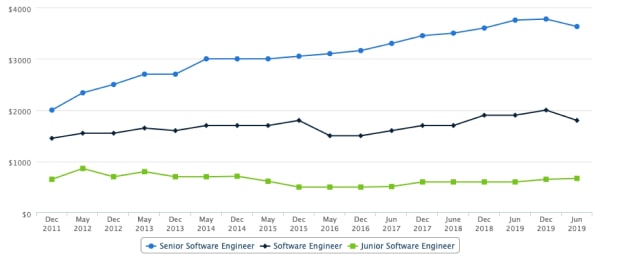 $4000
$3000
$2000
$1000
$0
Dec May Dec May Dec May Dec May Dec May Dec Jun Dec June Dec Jun Dec Jun
2011 2012 2012 2013 2013 2014 2014 2015 2015 2016 2016 2017 2017 2018 2018 2019 2019 2019
Senior Software Engineer Software Engineer Junior Software Engineer